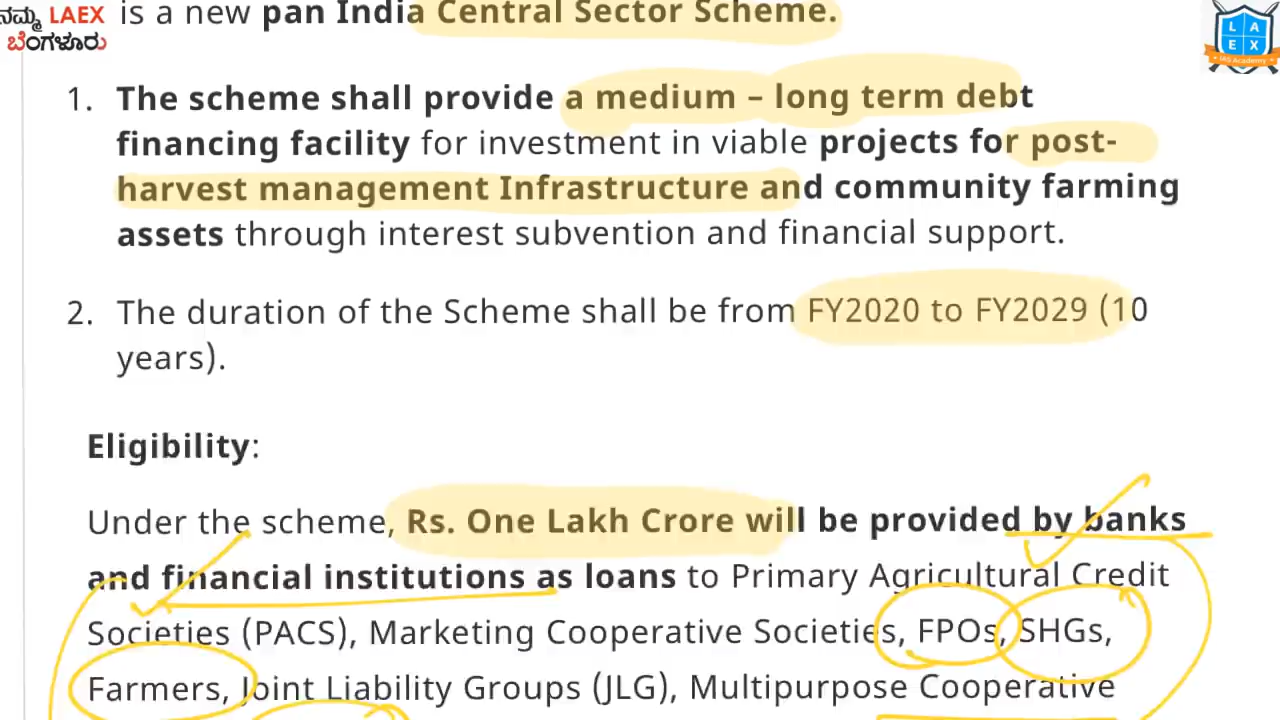 ನಮ್ಮ LAEX
ಬೆಂಗಳೂರು
is a new pan India Central Sector Scheme.
L A
E X
IAS Academy
1. The scheme shall provide a medium – long term debt
financing facility for investment in viable projects for post-
harvest management Infrastructure and community farming
assets through interest subvention and financial support.
2. The duration of the Scheme shall be from FY2020 to FY2029 (10
years).
Eligibility:
Under the scheme, Rs. One Lakh Crore will be provided by banks
and financial institutions as loans to Primary Agricultural Credit
Societies (PACS), Marketing Cooperative Societies, FPOs, SHGs,
Farmers, Joint Liability Groups (JLG), Multipurpose Cooperative